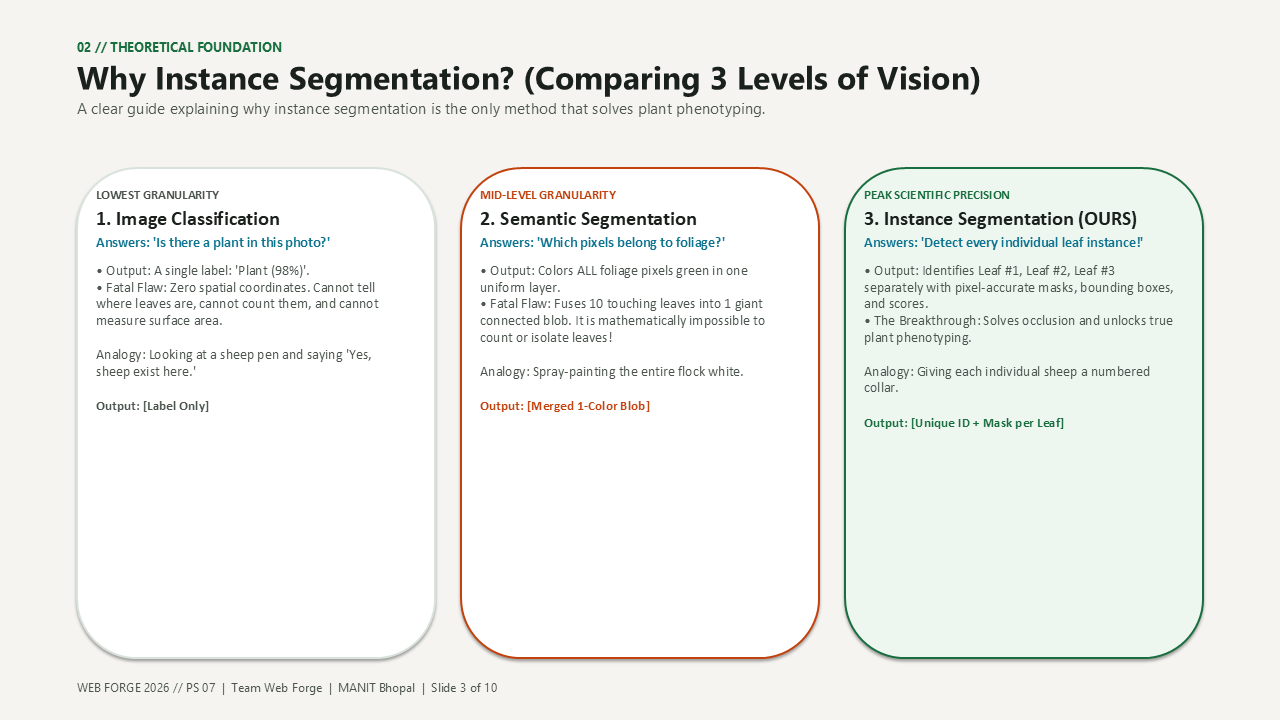 02 // THEORETICAL FOUNDATION
Why Instance Segmentation? (Comparing 3 Levels of Vision)
A clear guide explaining why instance segmentation is the only method that solves plant phenotyping.
LOWEST GRANULARITY
1. Image Classification
Answers: 'Is there a plant in this photo?'
• Output: A single label: 'Plant (98%)'.
• Fatal Flaw: Zero spatial coordinates. Cannot tell
where leaves are, cannot count them, and cannot
measure surface area.
Analogy: Looking at a sheep pen and saying 'Yes,
sheep exist here.'
Output: [Label Only]
MID-LEVEL GRANULARITY
2. Semantic Segmentation
Answers: 'Which pixels belong to foliage?'
• Output: Colors ALL foliage pixels green in one
uniform layer.
• Fatal Flaw: Fuses 10 touching leaves into 1 giant
connected blob. It is mathematically impossible to
count or isolate leaves!
Analogy: Spray-painting the entire flock white.
Output: [Merged 1-Color Blob]
PEAK SCIENTIFIC PRECISION
3. Instance Segmentation (OURS)
Answers: 'Detect every individual leaf instance!'
• Output: Identifies Leaf #1, Leaf #2, Leaf #3
separately with pixel-accurate masks, bounding boxes,
and scores.
• The Breakthrough: Solves occlusion and unlocks true
plant phenotyping.
Analogy: Giving each individual sheep a numbered
collar.
Output: [Unique ID + Mask per Leaf]
WEB FORGE 2026 // PS 07 | Team Web Forge | MANIT Bhopal | Slide 3 of 10